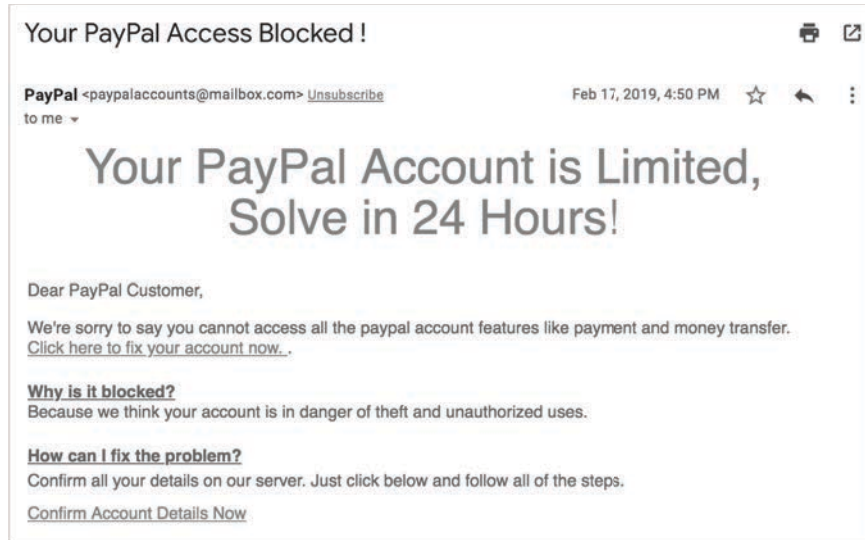 Your PayPal Access Blocked !
PayPal <paypalaccounts@mailbox.com> Unsubscribe
Feb 17, 2019, 4:50 PM
to me
Your PayPal Account is Limited,
Solve in 24 Hours!
Dear PayPal Customer,
We're sorry to say you cannot access all the paypal account features like payment and money transfer.
Click here to fix your account now. .
Why is it blocked?
Because we think your account is in danger of theft and unauthorized uses.
How can I fix the problem?
Confirm all your details on our server. Just click below and follow all of the steps.
Confirm Account Details Now